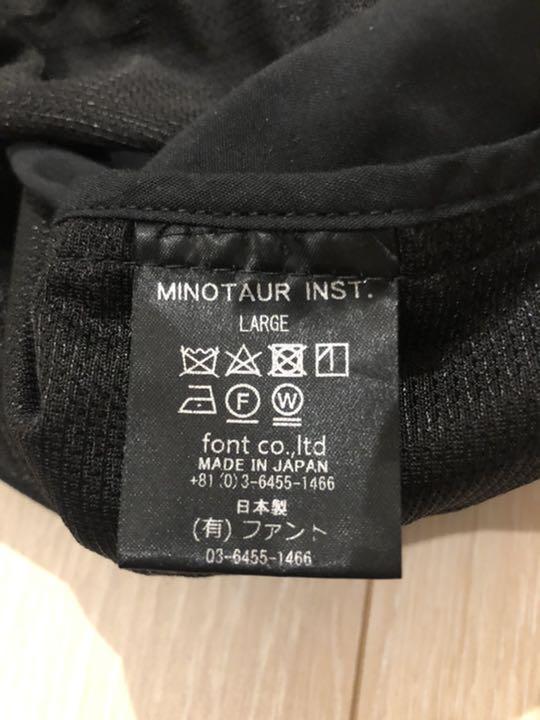 MINOTAUR INST.
LARGE
F W
font co.,ltd
MADE IN JAPAN
+81(0)3-6455-1466
日本製
(有)ファント
03-6455-1466